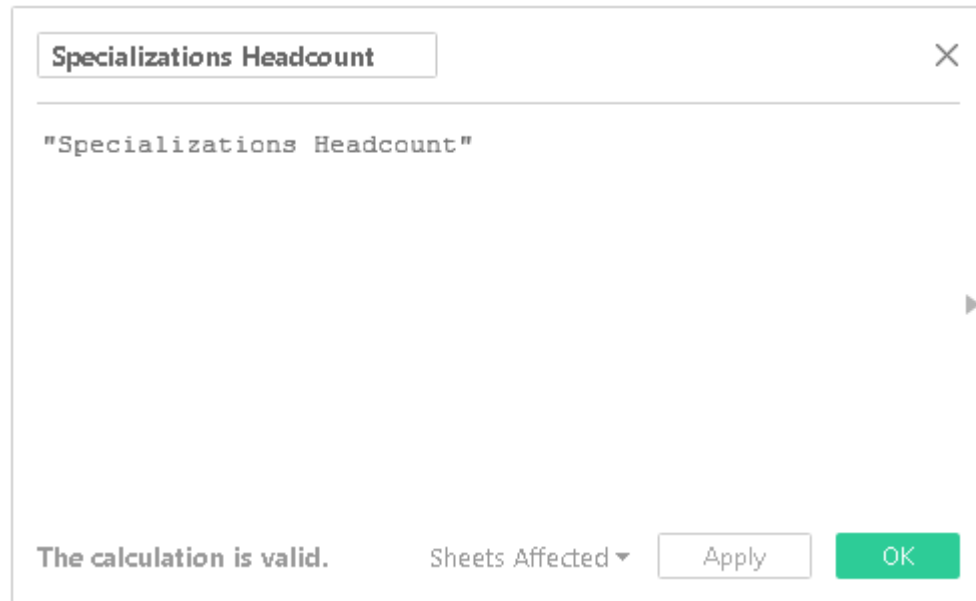 Specializations Headcount
"Specializations Headcount"
The calculation is valid. Sheets Affected Apply OK